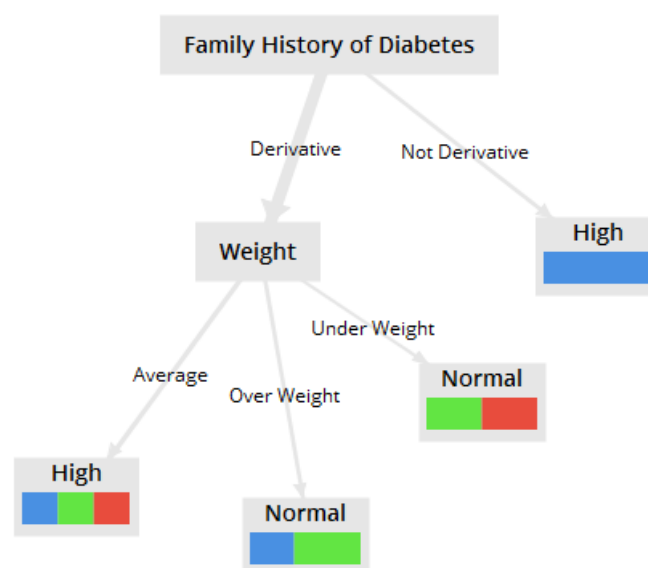 Family History of Diabetes
Derivative
Not Derivative
High
Weight
Under Weight
Average
Normal
Over Weight
High
Normal